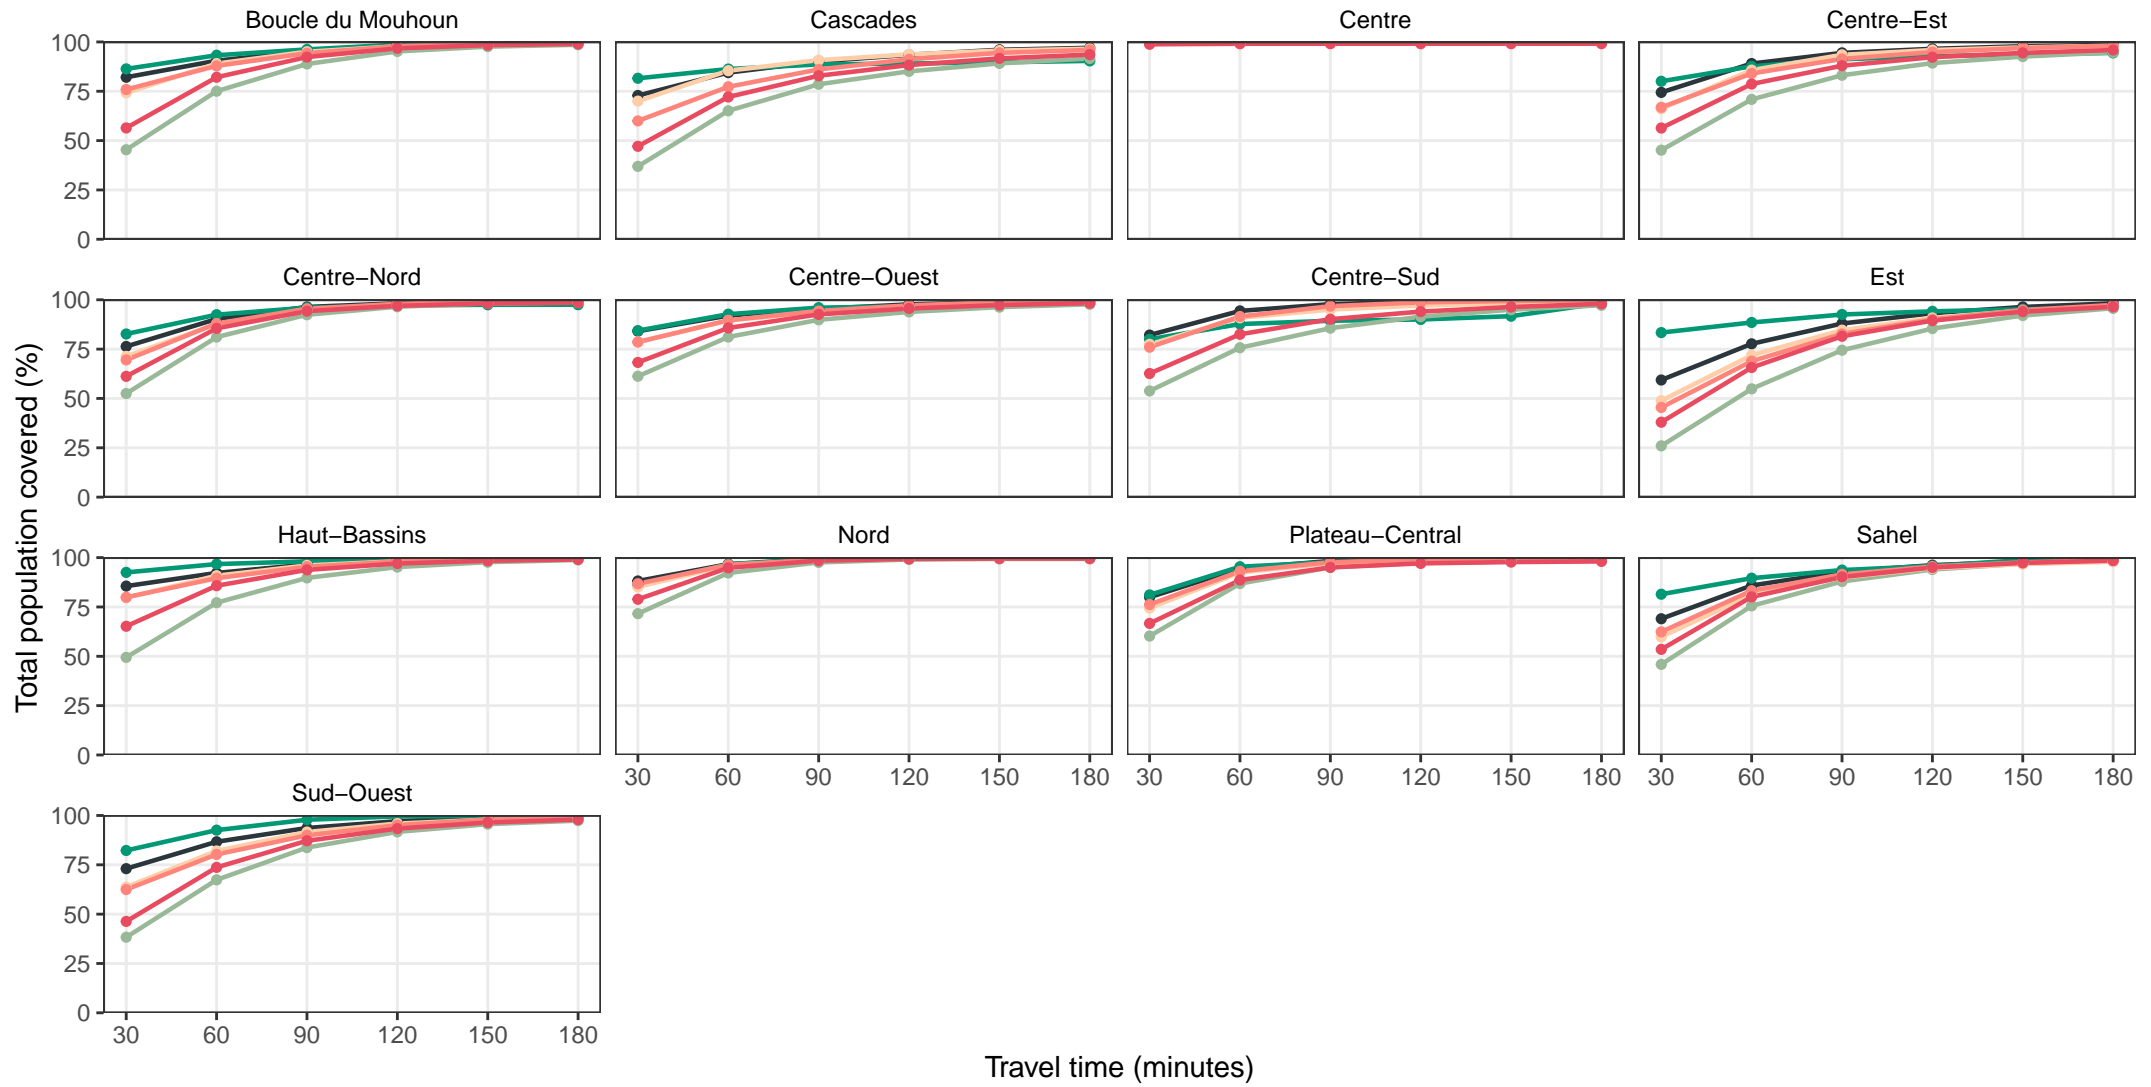 Boucle du Mouhoun
Cascades
Centre
Centre−Est
100
75
50
25
0
Centre−Nord
Centre−Ouest
Centre−Sud
Est
100
75
50
25
0
Total population covered (%)
Haut−Bassins
Nord
Plateau−Central
Sahel
100
75
50
25
0
30 60 90 120 150 180
30 60 90 120 150 180
30 60 90 120 150 180
Sud−Ouest
100
75
50
25
0
30 60 90 120 150 180
Travel time (minutes)